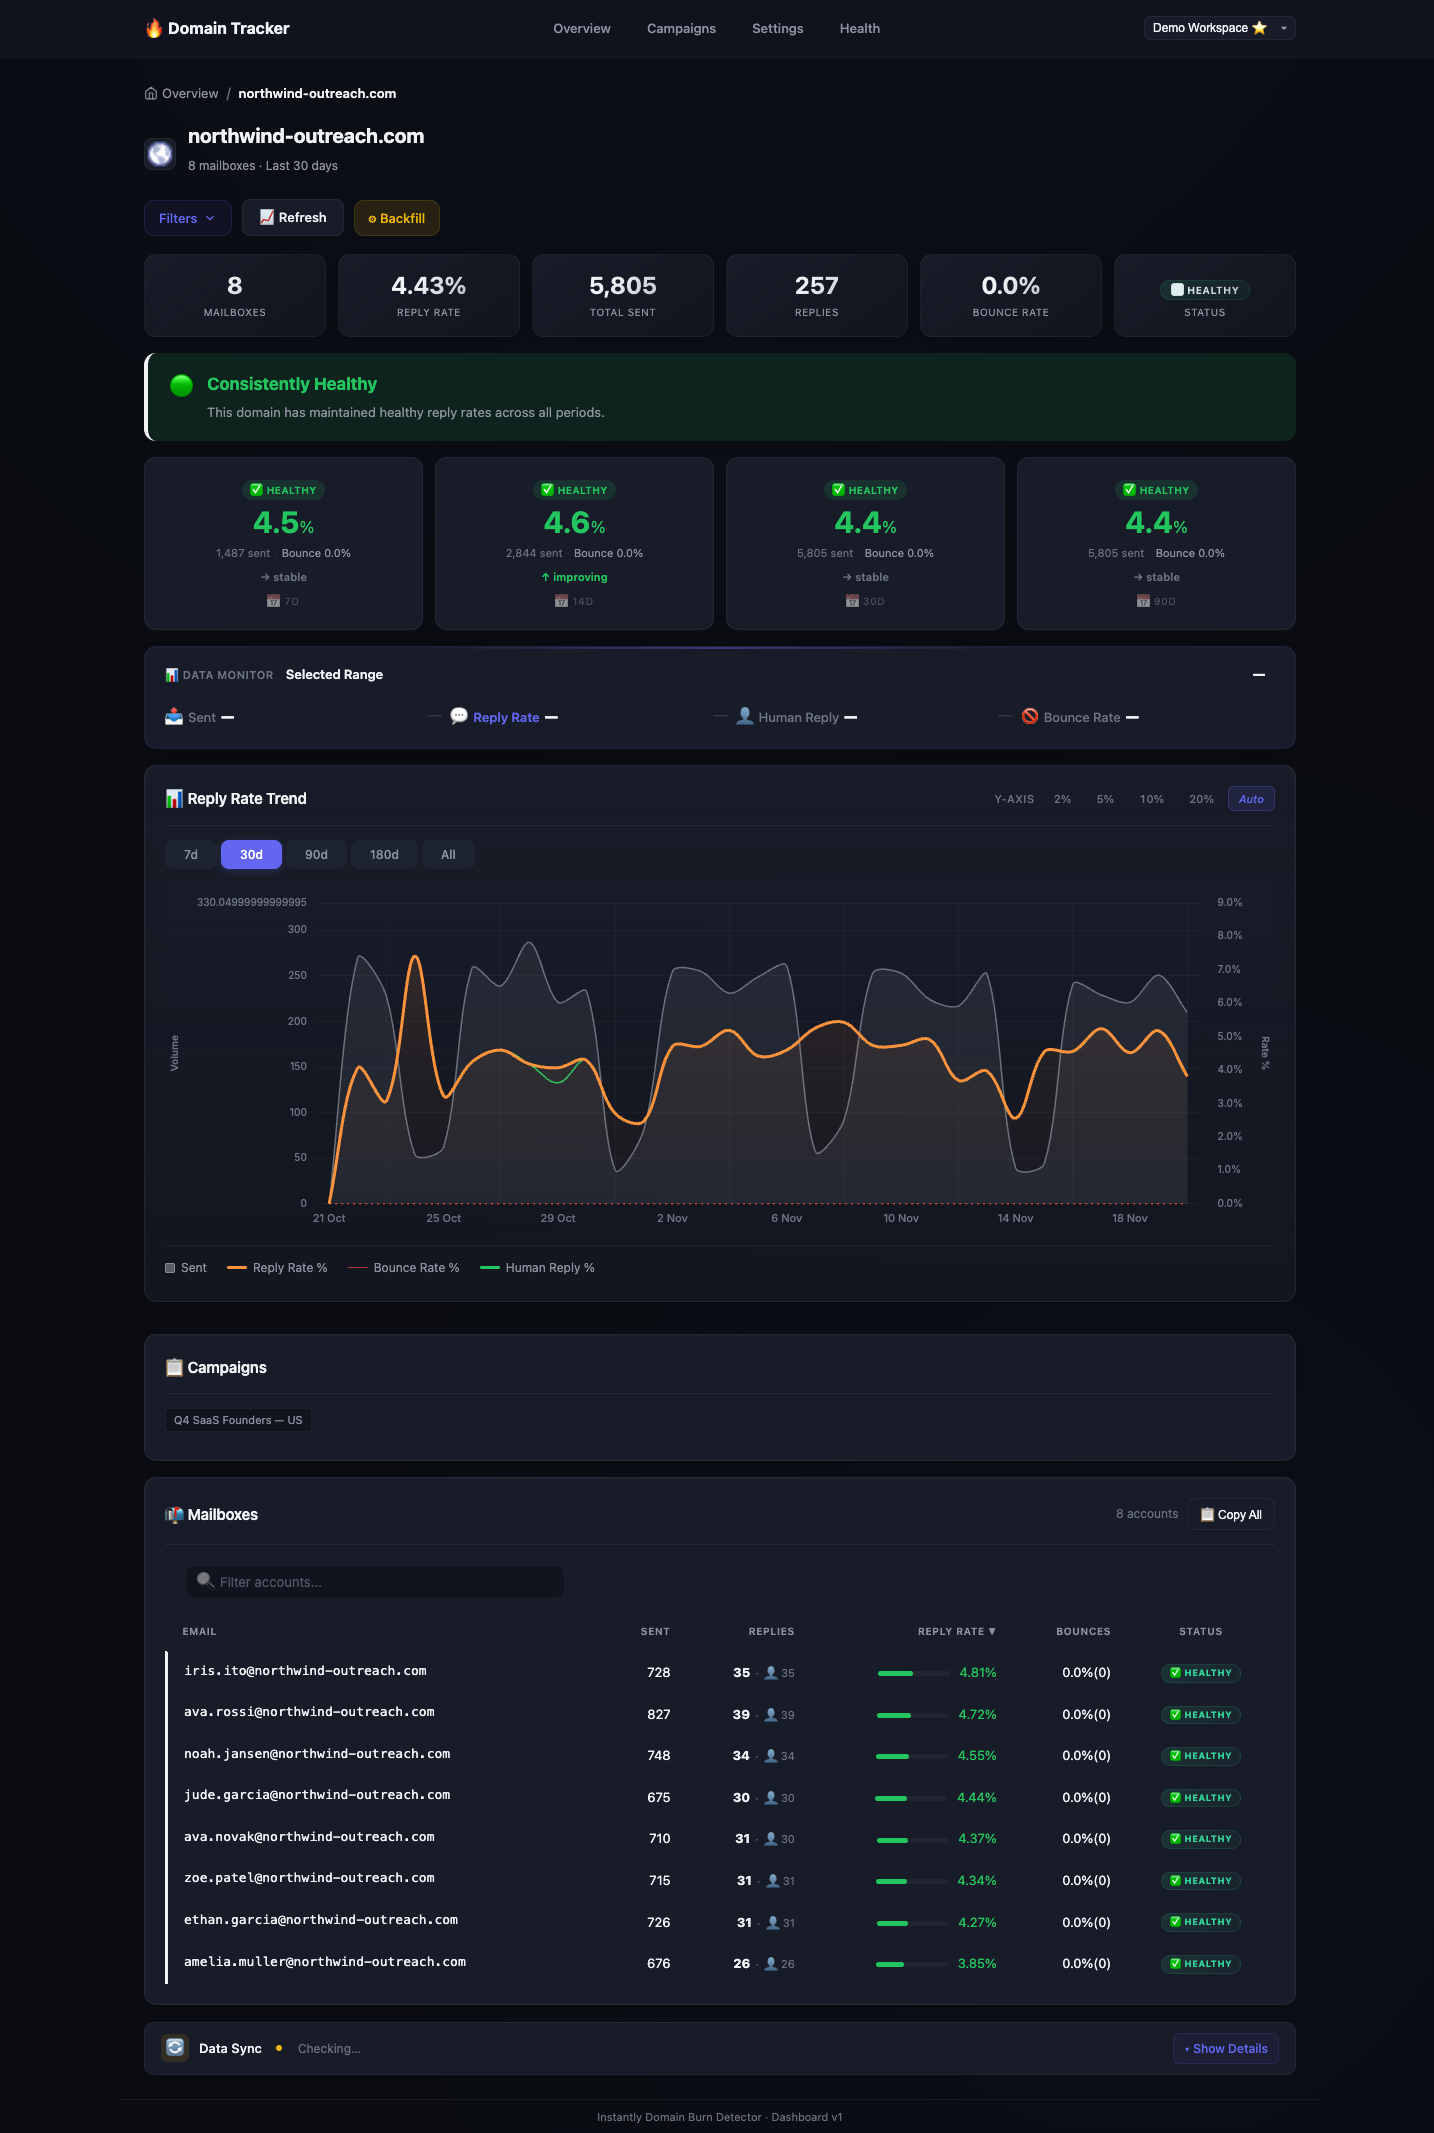 Domain Tracker
Overview Campaigns Settings Health
Demo Workspace
Overview / northwind-outreach.com
northwind-outreach.com
8 mailboxes · Last 30 days
Filters Refresh Backfill
8 4.43% 5,805 257 0.0% HEALTHY
MAILBOXES REPLY RATE TOTAL SENT REPLIES BOUNCE RATE STATUS
Consistently Healthy
This domain has maintained healthy reply rates across all periods.
HEALTHY HEALTHY HEALTHY HEALTHY
4.5% 4.6% 4.4% 4.4%
1,487 sent · Bounce 0.0% 2,844 sent · Bounce 0.0% 5,805 sent · Bounce 0.0% 5,805 sent · Bounce 0.0%
→ stable ↑ improving → stable → stable
7D 14D 30D 90D
DATA MONITOR Selected Range —
Sent — — Reply Rate — — Human Reply — — Bounce Rate —
Reply Rate Trend Y-AXIS 2% 5% 10% 20% Auto
7d 30d 90d 180d All
330.04999999999995 9.0%
300 8.0%
250 7.0%
200 6.0%
150 5.0%
100 4.0%
50 3.0%
0 2.0%
1.0%
0.0%
Volume
Rate %
21 Oct 25 Oct 29 Oct 2 Nov 6 Nov 10 Nov 14 Nov 18 Nov
Sent Reply Rate % Bounce Rate % Human Reply %
Campaigns
Q4 SaaS Founders — US
Mailboxes 8 accounts Copy All
Filter accounts...
EMAIL SENT REPLIES REPLY RATE ▼ BOUNCES STATUS
iris.ito@northwind-outreach.com 728 35 · 35 4.81% 0.0%(0) HEALTHY
ava.rossi@northwind-outreach.com 827 39 · 39 4.72% 0.0%(0) HEALTHY
noah.jansen@northwind-outreach.com 748 34 · 34 4.55% 0.0%(0) HEALTHY
jude.garcia@northwind-outreach.com 675 30 · 30 4.44% 0.0%(0) HEALTHY
ava.novak@northwind-outreach.com 710 31 · 30 4.37% 0.0%(0) HEALTHY
zoe.patel@northwind-outreach.com 715 31 · 31 4.34% 0.0%(0) HEALTHY
ethan.garcia@northwind-outreach.com 726 31 · 31 4.27% 0.0%(0) HEALTHY
amelia.muller@northwind-outreach.com 676 26 · 26 3.85% 0.0%(0) HEALTHY
Data Sync Checking... Show Details
Instantly Domain Burn Detector · Dashboard v1